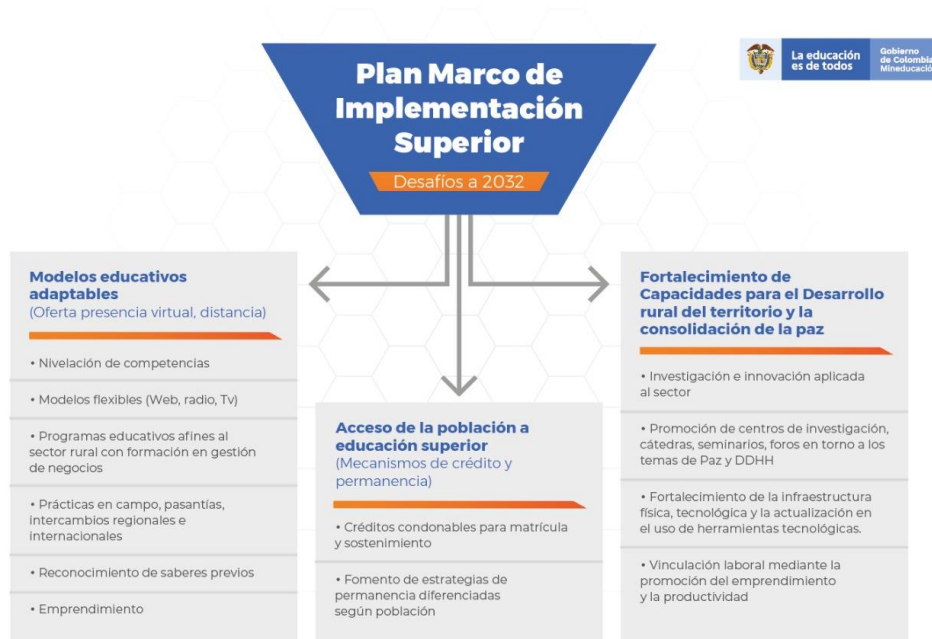 Plan Marco de
Implementación
Superior
Desafíos a 2032
La educación
es de todos
Gobierno
de Colombia
Mineducación
Modelos educativos
adaptables
(Oferta presencia virtual, distancia)
• Nivelación de competencias
• Modelos flexibles (Web, radio, Tv)
• Programas educativos afines al
sector rural con formación en gestión
de negocios
• Prácticas en campo, pasantías,
intercambios regionales e
internacionales
• Reconocimiento de saberes previos
• Emprendimiento
Acceso de la población a
educación superior
(Mecanismos de crédito y
permanencia)
• Créditos condonables para matrícula
y sostenimiento
• Fomento de estrategias de
permanencia diferenciadas
según población
Fortalecimiento de
Capacidades para el Desarrollo
rural del territorio y la
consolidación de la paz
• Investigación e innovación aplicada
al sector
• Promoción de centros de investigación,
cátedras, seminarios, foros en torno a los
temas de Paz y DDHH
• Fortalecimiento de la infraestructura
física, tecnológica y la actualización en
el uso de herramientas tecnológicas.
• Vinculación laboral mediante la
promoción del emprendimiento
y la productividad